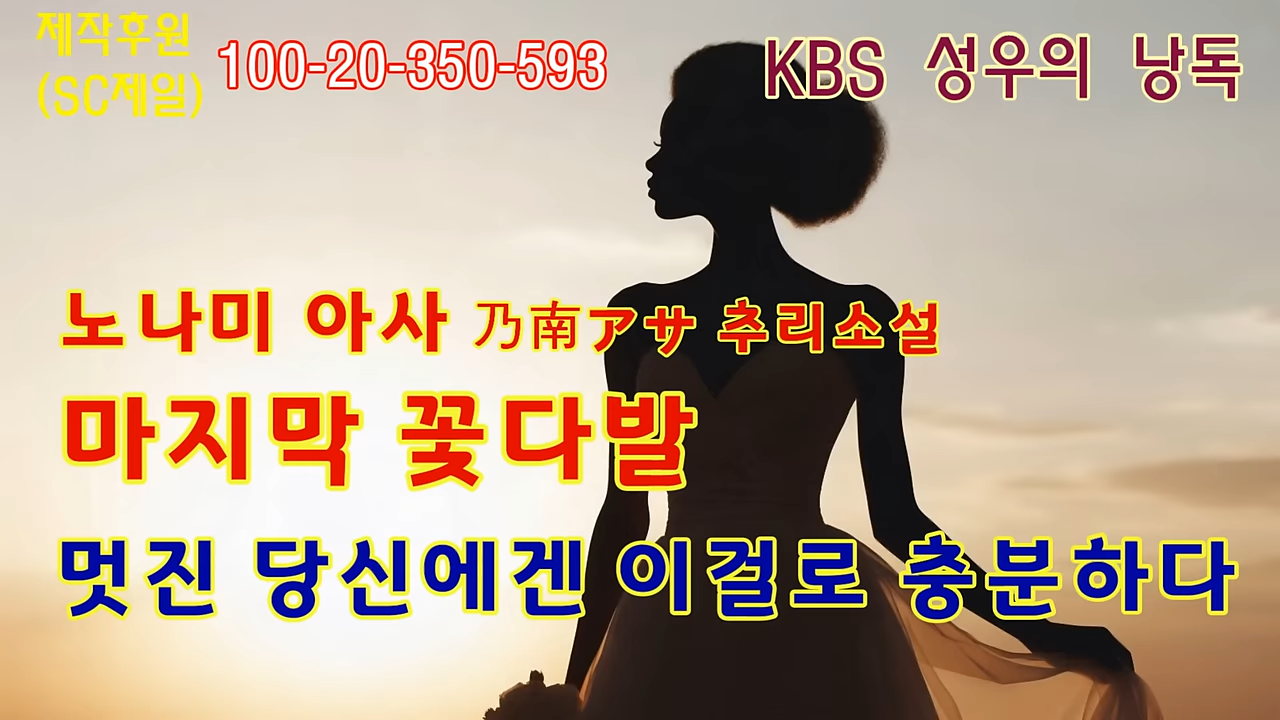 제작후원
(SC제일)
100-20-350-593
KBS 성우의 낭독
노나미 아사 乃南アサ 추리소설
마지막 꽃다발
멋진 당신에겐 이걸로 충분하다